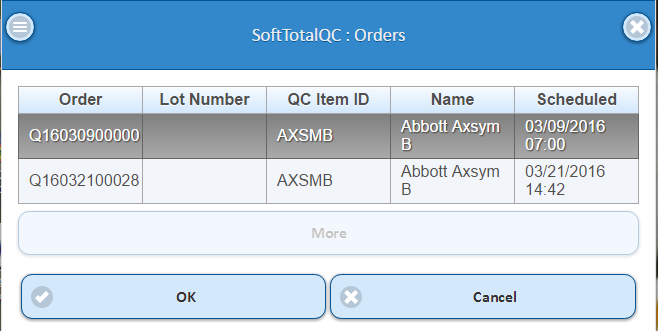 SoftTotalQC : Orders
Order Lot Number QC Item ID Name Scheduled
Q16030900000 AXSMB Abbott Axsym B 03/09/2016 07:00
Q16032100028 AXSMB Abbott Axsym B 03/21/2016 14:42
More
OK Cancel